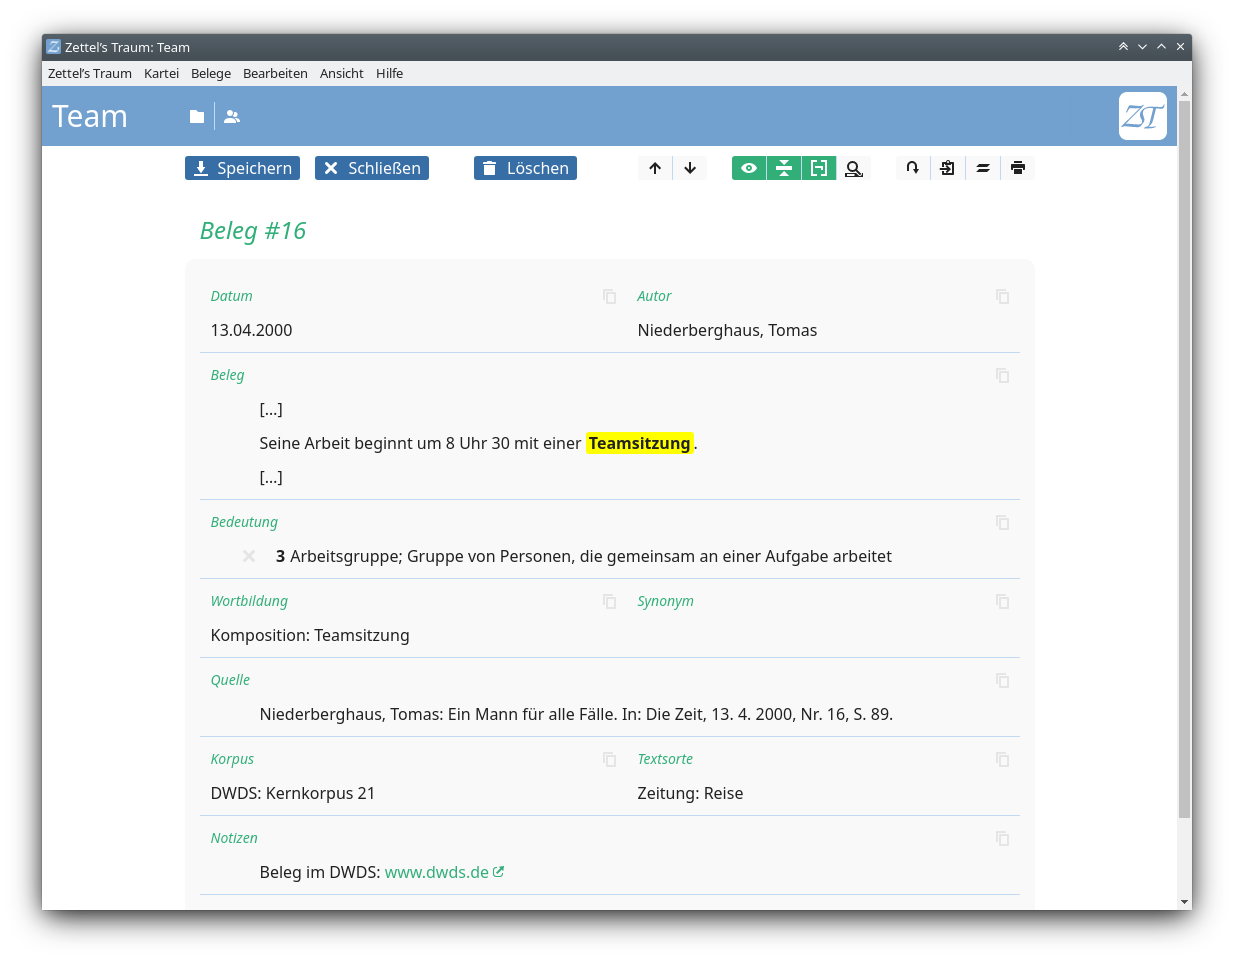 Zettel’s Traum: Team
Zettel’s Traum Kartei Belege Bearbeiten Ansicht Hilfe
Team
ZT
Speichern Schließen Löschen
Beleg #16
Datum Autor
13.04.2000 Niederberghaus, Tomas
Beleg
[…]
Seine Arbeit beginnt um 8 Uhr 30 mit einer Teamsitzung.
[…]
Bedeutung
3 Arbeitsgruppe; Gruppe von Personen, die gemeinsam an einer Aufgabe arbeitet
Wortbildung Synonym
Komposition: Teamsitzung
Quelle
Niederberghaus, Tomas: Ein Mann für alle Fälle. In: Die Zeit, 13. 4. 2000, Nr. 16, S. 89.
Korpus Textsorte
DWDS: Kernkorpus 21 Zeitung: Reise
Notizen
Beleg im DWDS: www.dwds.de